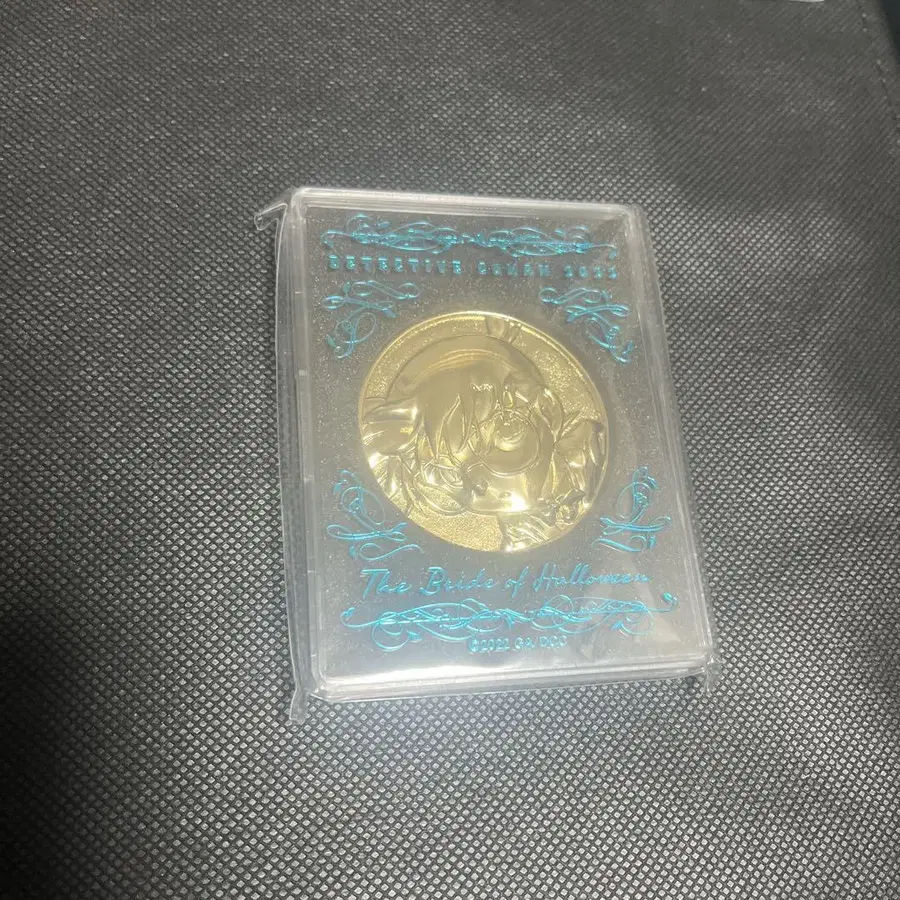 DETECTIVE CONAN 2022
The Bride of Halloween
©2022 GA/DCC